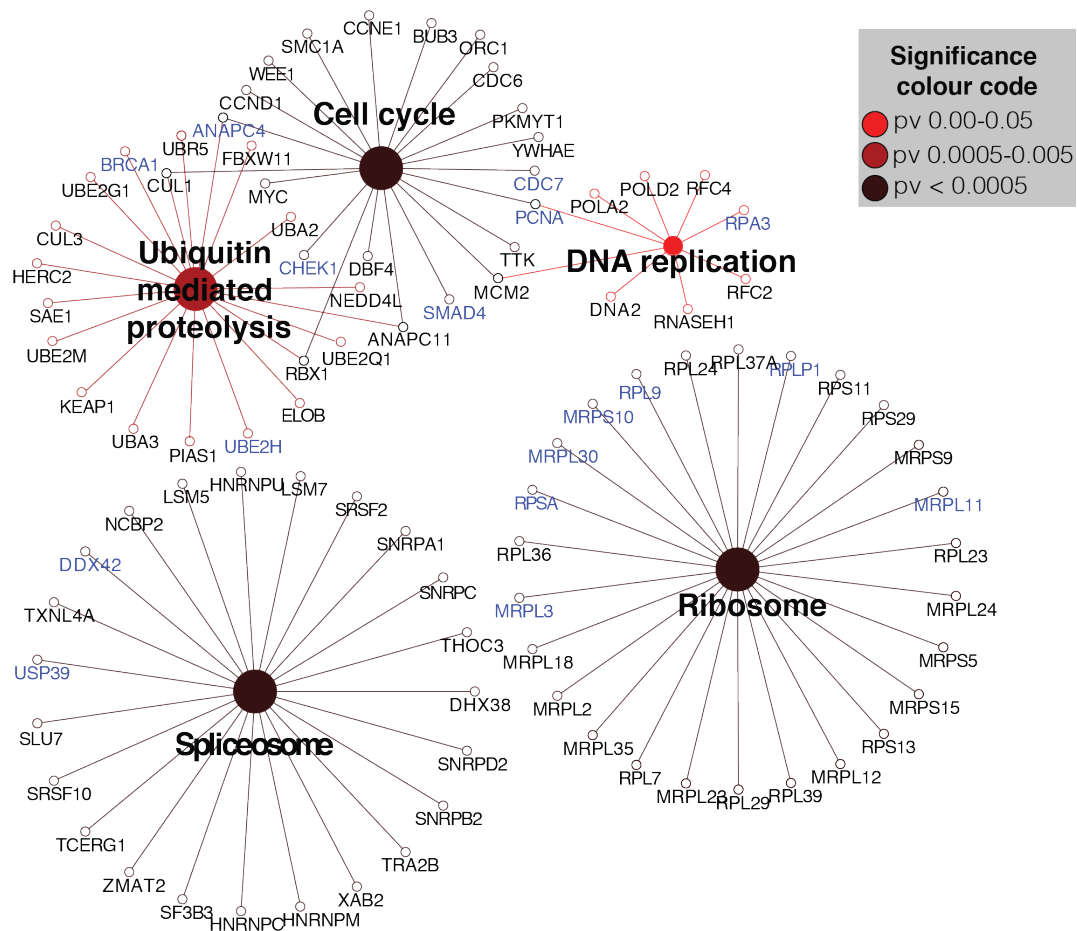 CCNE1
BUB3
SMC1A
ORC1
WEE1
CDC6
CCND1
Cell cycle
PKMYT1
ANAPC4
UBR5
FBXW11
YWHAE
BRCA1
CUL1
UBE2G1
MYC
CDC7
PCNA
UBA2
CUL3
Ubiquitin
mediated
proteolysis
HERC2
CHEK1
DBF4
TTK
MCM2
NEDD4L
SAE1
SMAD4
ANAPC11
UBE2M
UBE2Q1
RBX1
KEAP1
ELOB
UBA3
PIAS1
UBE2H
POLD2
RFC4
POLA2
RPA3
DNA replication
RFC2
DNA2
RNASEH1
Significance
colour code
pv 0.00-0.05
pv 0.0005-0.005
pv < 0.0005
RPL24
RPL37A
RPLP1
RPL9
RPS11
MRPS10
RPS29
MRPL30
MRPS9
RPSA
MRPL11
RPL36
RPL23
MRPL3
Ribosome
MRPL24
MRPL18
MRPS5
MRPL2
MRPS15
MRPL35
RPS13
RPL7
MRPL12
MRPL23
RPL29
RPL39
HNRNPU
LSM7
LSM5
SRSF2
NCBP2
SNRPA1
DDX42
SNRPC
TXNL4A
THOC3
USP39
DHX38
SLU7
Spliceosome
SNRPD2
SRSF10
SNRPB2
TCERG1
TRA2B
ZMAT2
XAB2
SF3B3
HNRNPC
HNRNPM